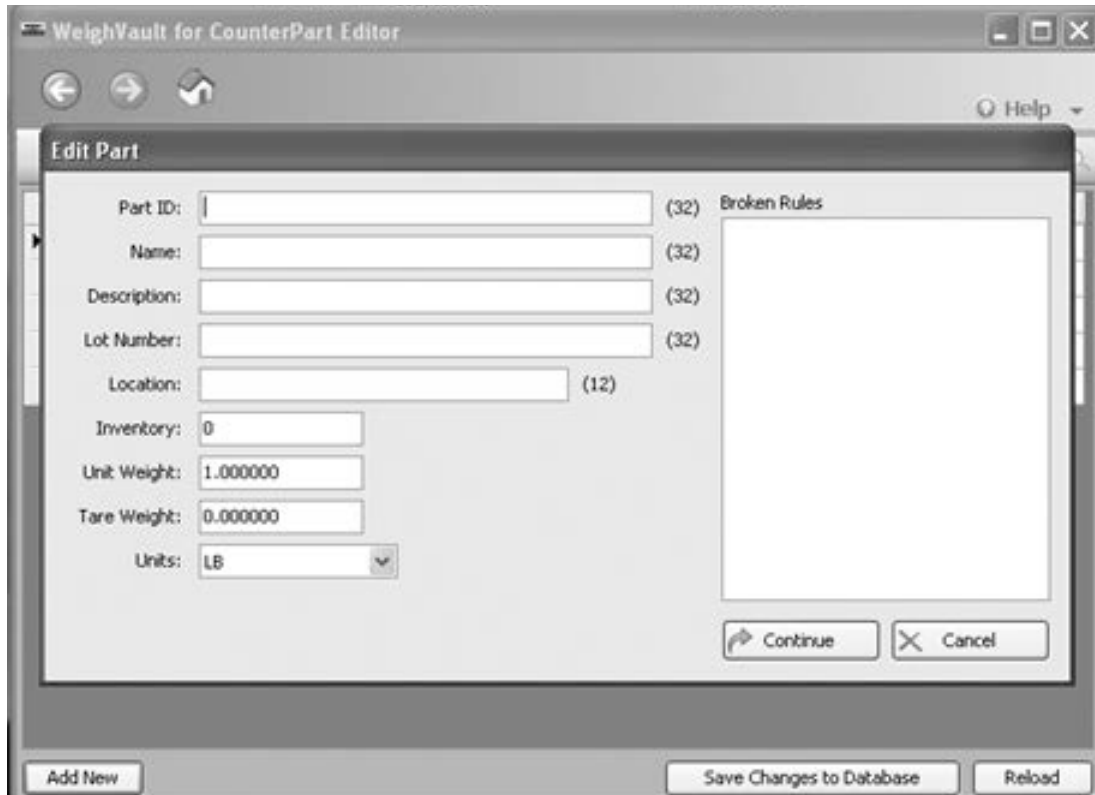 WeighVault for CounterPart Editor
Help
Edit Part
Part ID: (32)
Name: (32)
Description: (32)
Lot Number: (32)
Location: (12)
Inventory: 0
Unit Weight: 1.000000
Tare Weight: 0.000000
Units: LB
Broken Rules
Continue Cancel
Add New Save Changes to Database Reload